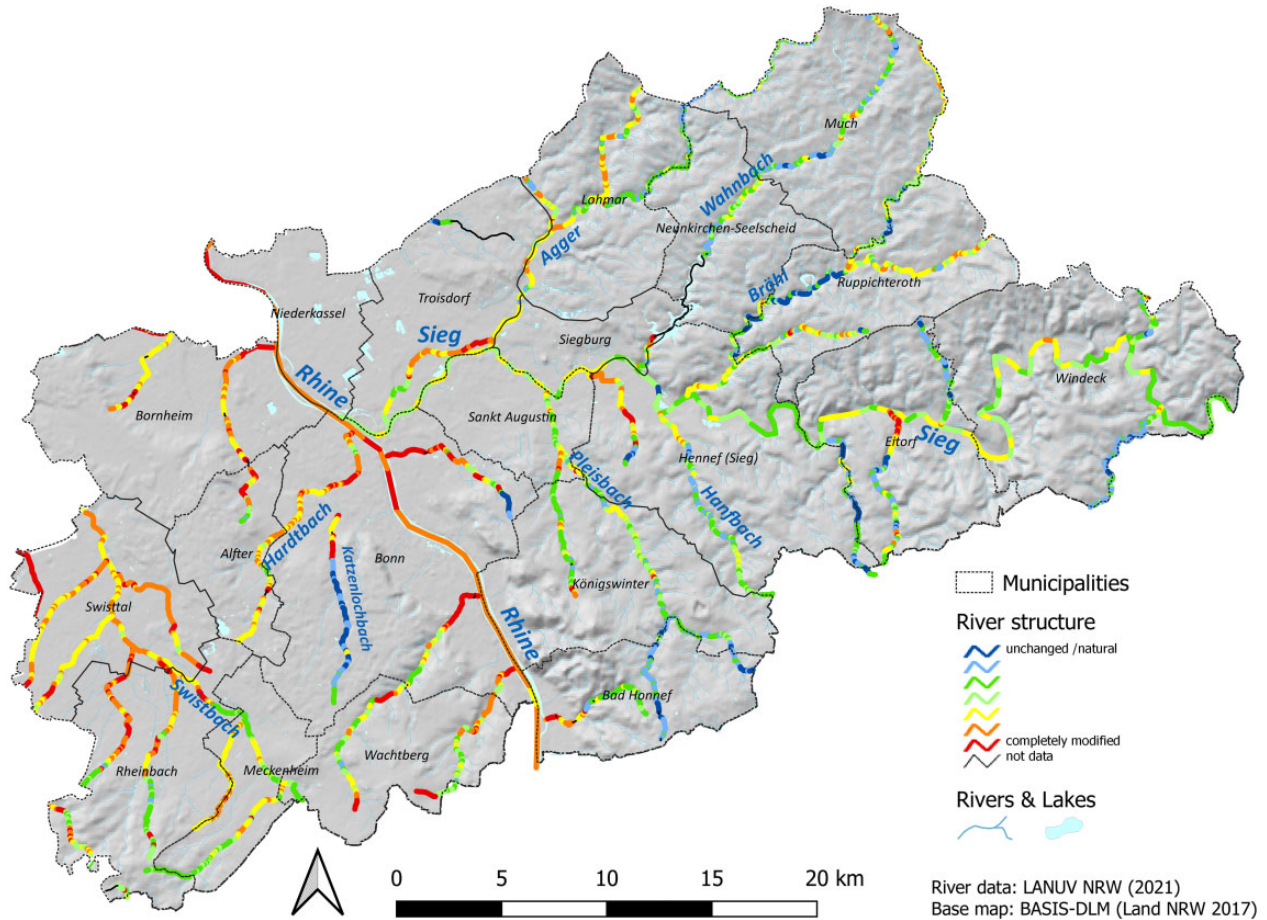 Much
Wahnbach
Lohmar
Neunkirchen-Seelscheid
Agger
Bröhl
Ruppichteroth
Troisdorf
Niederkassel
Sieg
Siegburg
Windeck
Rhine
Bornheim
Sankt Augustin
Eitorf
Sieg
Hennef (Sieg)
Pleisbach
Hanfbach
Hardtbach
Alfter
Bonn
Katzenlochbach
Königswinter
Swisttal
Rhine
Swistbach
Bad Honnef
Wachtberg
Rheinbach
Meckenheim
Municipalities
River structure
unchanged /natural
completely modified
not data
Rivers & Lakes
0 5 10 15 20 km
River data: LANUV NRW (2021)
Base map: BASIS-DLM (Land NRW 2017)